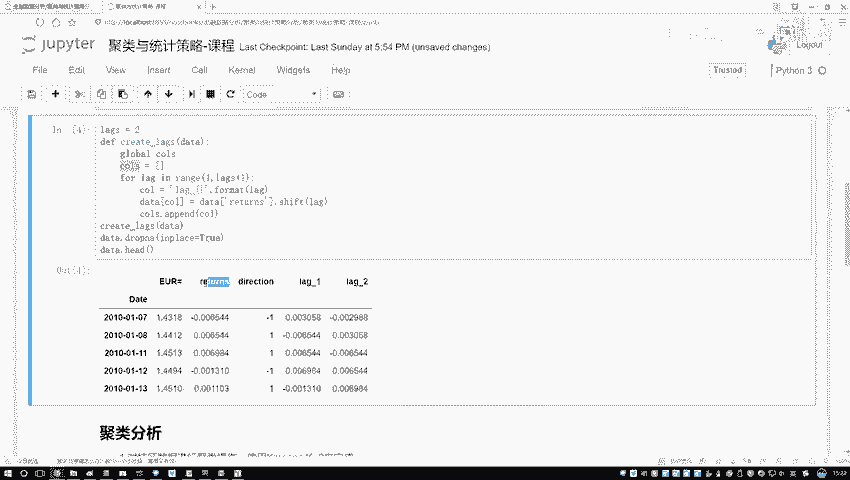 jupyter 聚类与统计策略-课程 Last Checkpoint: Last Sunday at 5:54 PM (unsaved changes)
Logout
File Edit View Insert Cell Kernel Widgets Help
Trusted
Python 3
Code
In [4]:
lags = 2
def create_lags(data):
global cols
cols = []
for lag in range(1,lags+1):
col = 'lag_{}'.format(lag)
data[col] = data['returns'].shift(lag)
cols.append(col)
create_lags(data)
data.dropna(inplace=True)
data.head()
Out[4]:
EUR= returns direction lag_1 lag_2
Date
2010-01-07 1.4318 -0.006544 -1 0.003058 -0.002988
2010-01-08 1.4412 0.006544 1 -0.006544 0.003058
2010-01-11 1.4513 0.006984 1 0.006544 -0.006544
2010-01-12 1.4494 -0.001310 -1 0.006984 0.006544
2010-01-13 1.4510 0.001103 1 -0.001310 0.006984
聚类分析